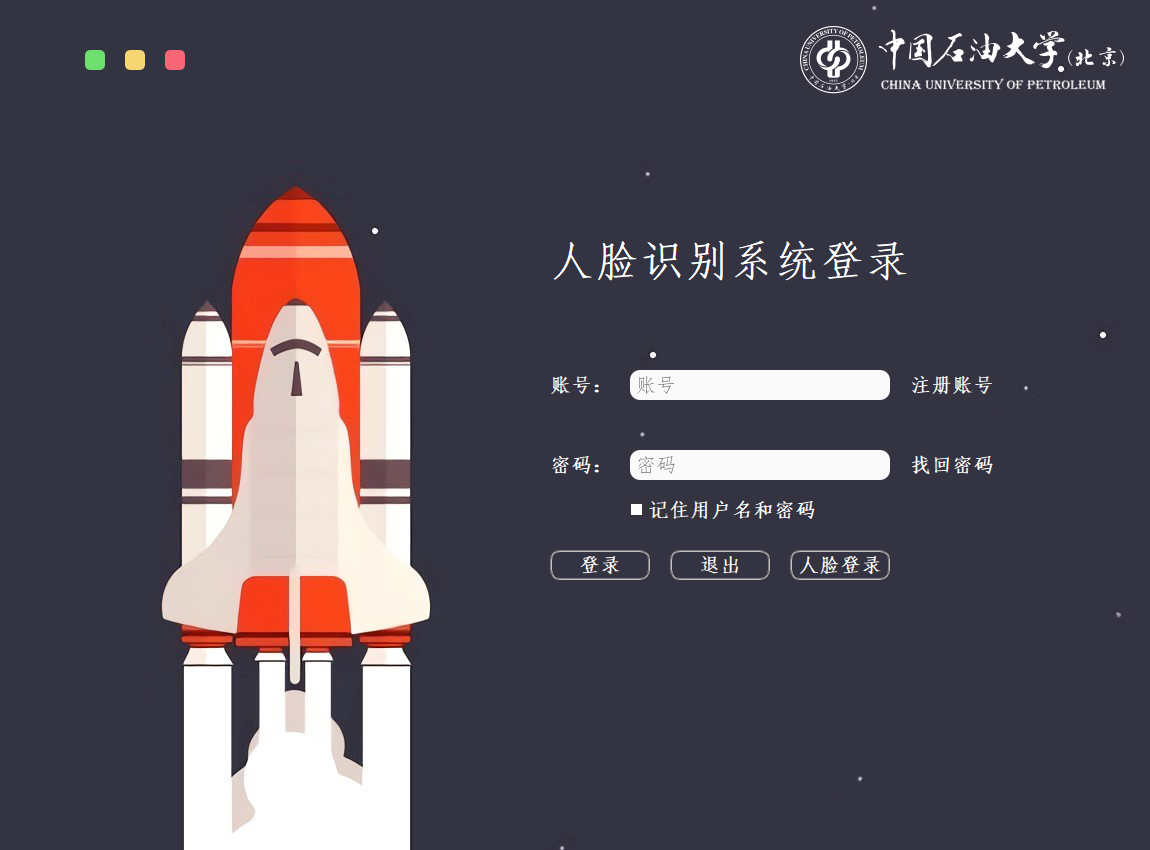 中国石油大学(北京)
CHINA UNIVERSITY OF PETROLEUM
人脸识别系统登录
账号： 账号 注册账号
密码： 密码 找回密码
记住用户名和密码
登录 退出 人脸登录